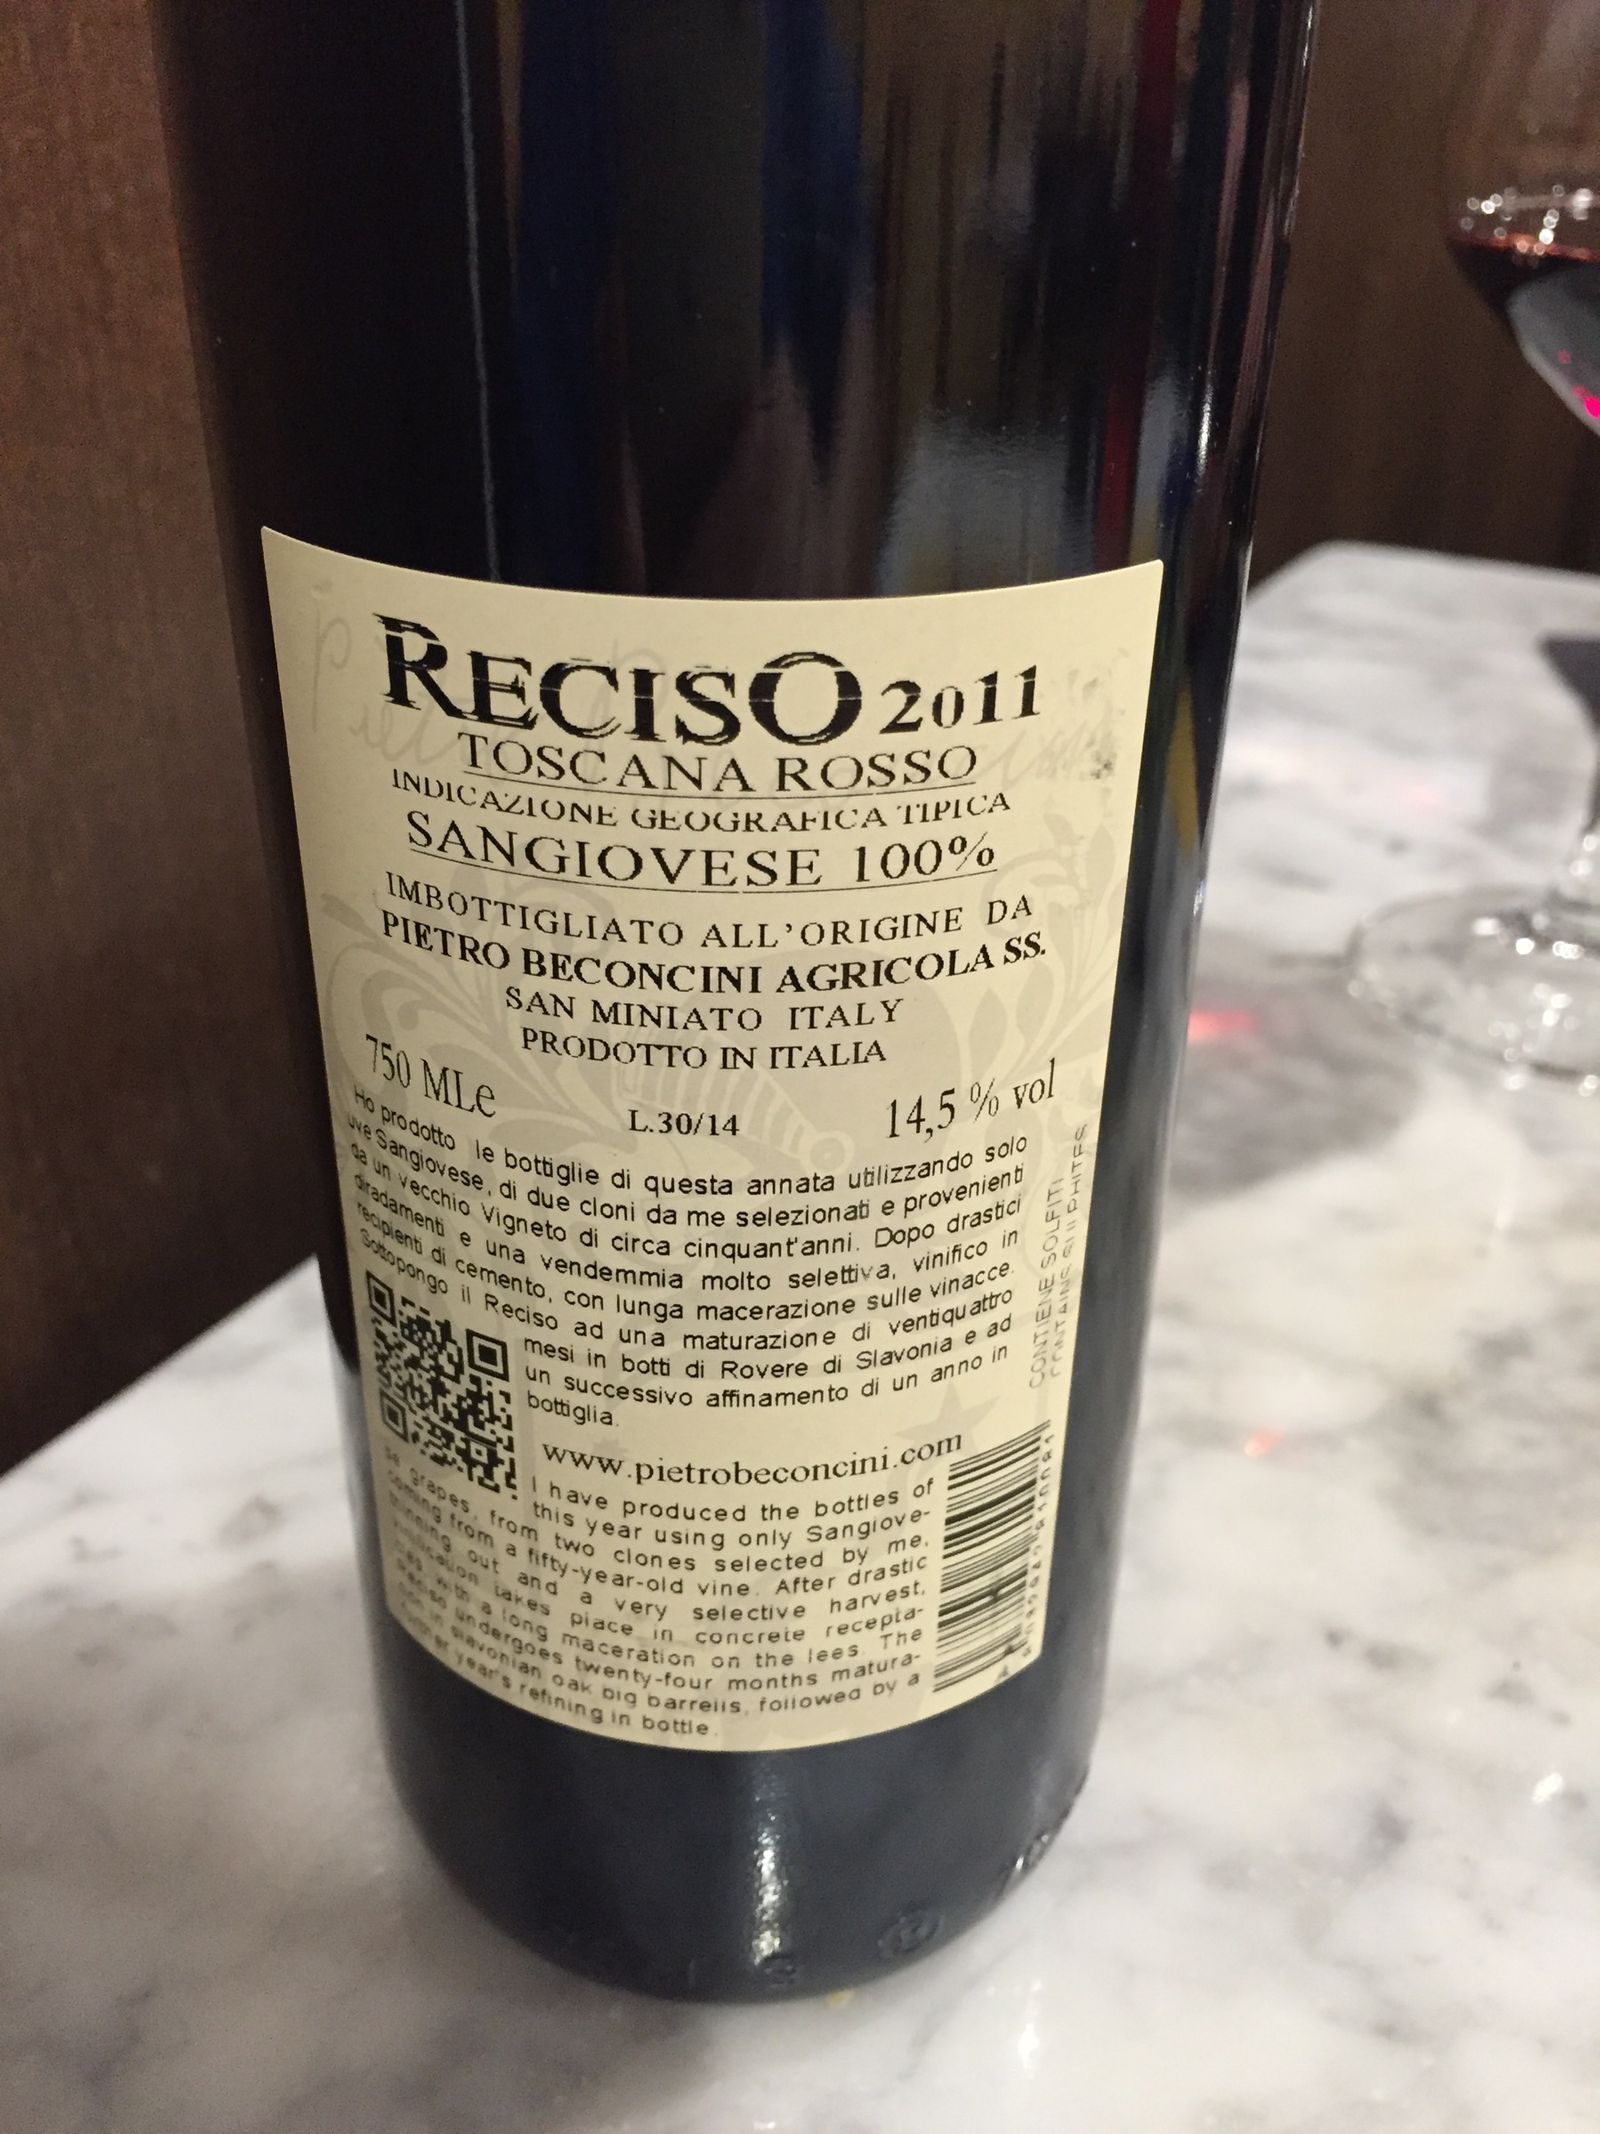 RECISO 2011
TOSCANA ROSSO
INDICAZIONE GEOGRAFICA TIPICA
SANGIOVESE 100%
IMBOTTIGLIATO ALL'ORIGINE DA
PIETRO BECONCINI AGRICOLA SS.
SAN MINIATO ITALY
PRODOTTO IN ITALIA
750 MLe
L.30/14
14,5 % vol
Ho prodotto le bottiglie di questa annata utilizzando solo
uve Sangiovese, di due cloni da me selezionati e provenienti
da un vecchio Vigneto di circa cinquant'anni. Dopo drastici
diradamenti e una vendemmia molto selettiva, vinifico in
recipienti di cemento, con lunga macerazione sulle vinacce.
Sottopongo il Reciso ad una maturazione di ventiquattro
mesi in botti di Rovere di Slavonia e ad
un successivo affinamento di un anno in
bottiglia.
CONTIENE SOLFITI
CONTAINS SULPHITES
www.pietrobeconcini.com
I have produced the bottles of
this year using only Sangiove-
se grapes, from two clones selected by me,
coming from a fifty-year-old vine. After drastic
thinning out and a very selective harvest,
vinification takes place in concrete recepta-
cles with a long maceration on the lees. The
Reciso undergoes twenty-four months matura-
tion in slavonian oak big barrells, followed by a
further year's refining in bottle.